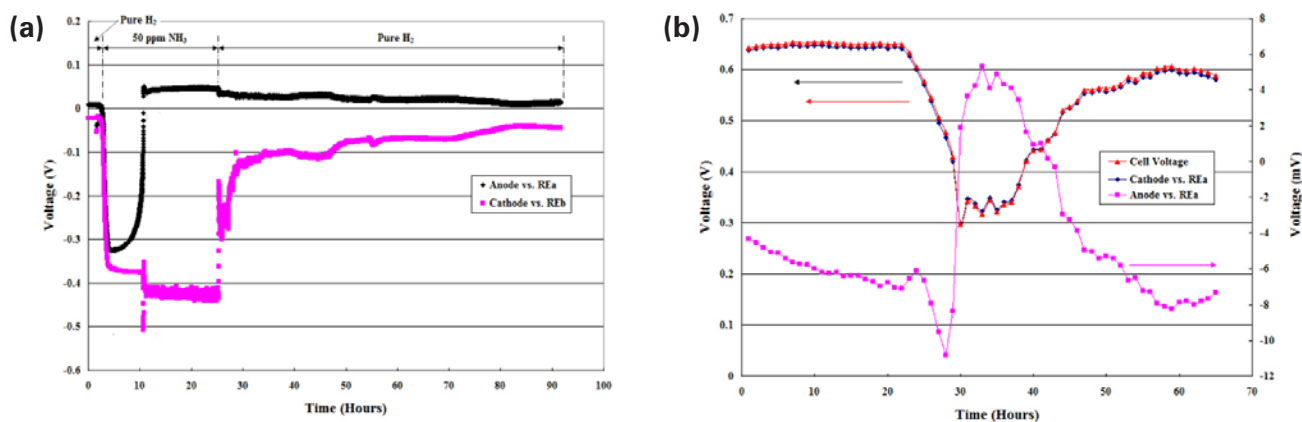 (a)
Pure H2
50 ppm NH3
Pure H2
0.2
0.1
0
-0.1
-0.2
-0.3
-0.4
-0.5
-0.6
Voltage (V)
Anode vs. REa
Cathode vs. REb
0 10 20 30 40 50 60 70 80 90 100
Time (Hours)
(b)
0.7
0.6
0.5
0.4
0.3
0.2
0.1
0
Voltage (V)
Cell Voltage
Cathode vs. REa
Anode vs. REa
8
6
4
2
0
-2
-4
-6
-8
-10
-12
Voltage (mV)
0 10 20 30 40 50 60 70
Time (Hours)